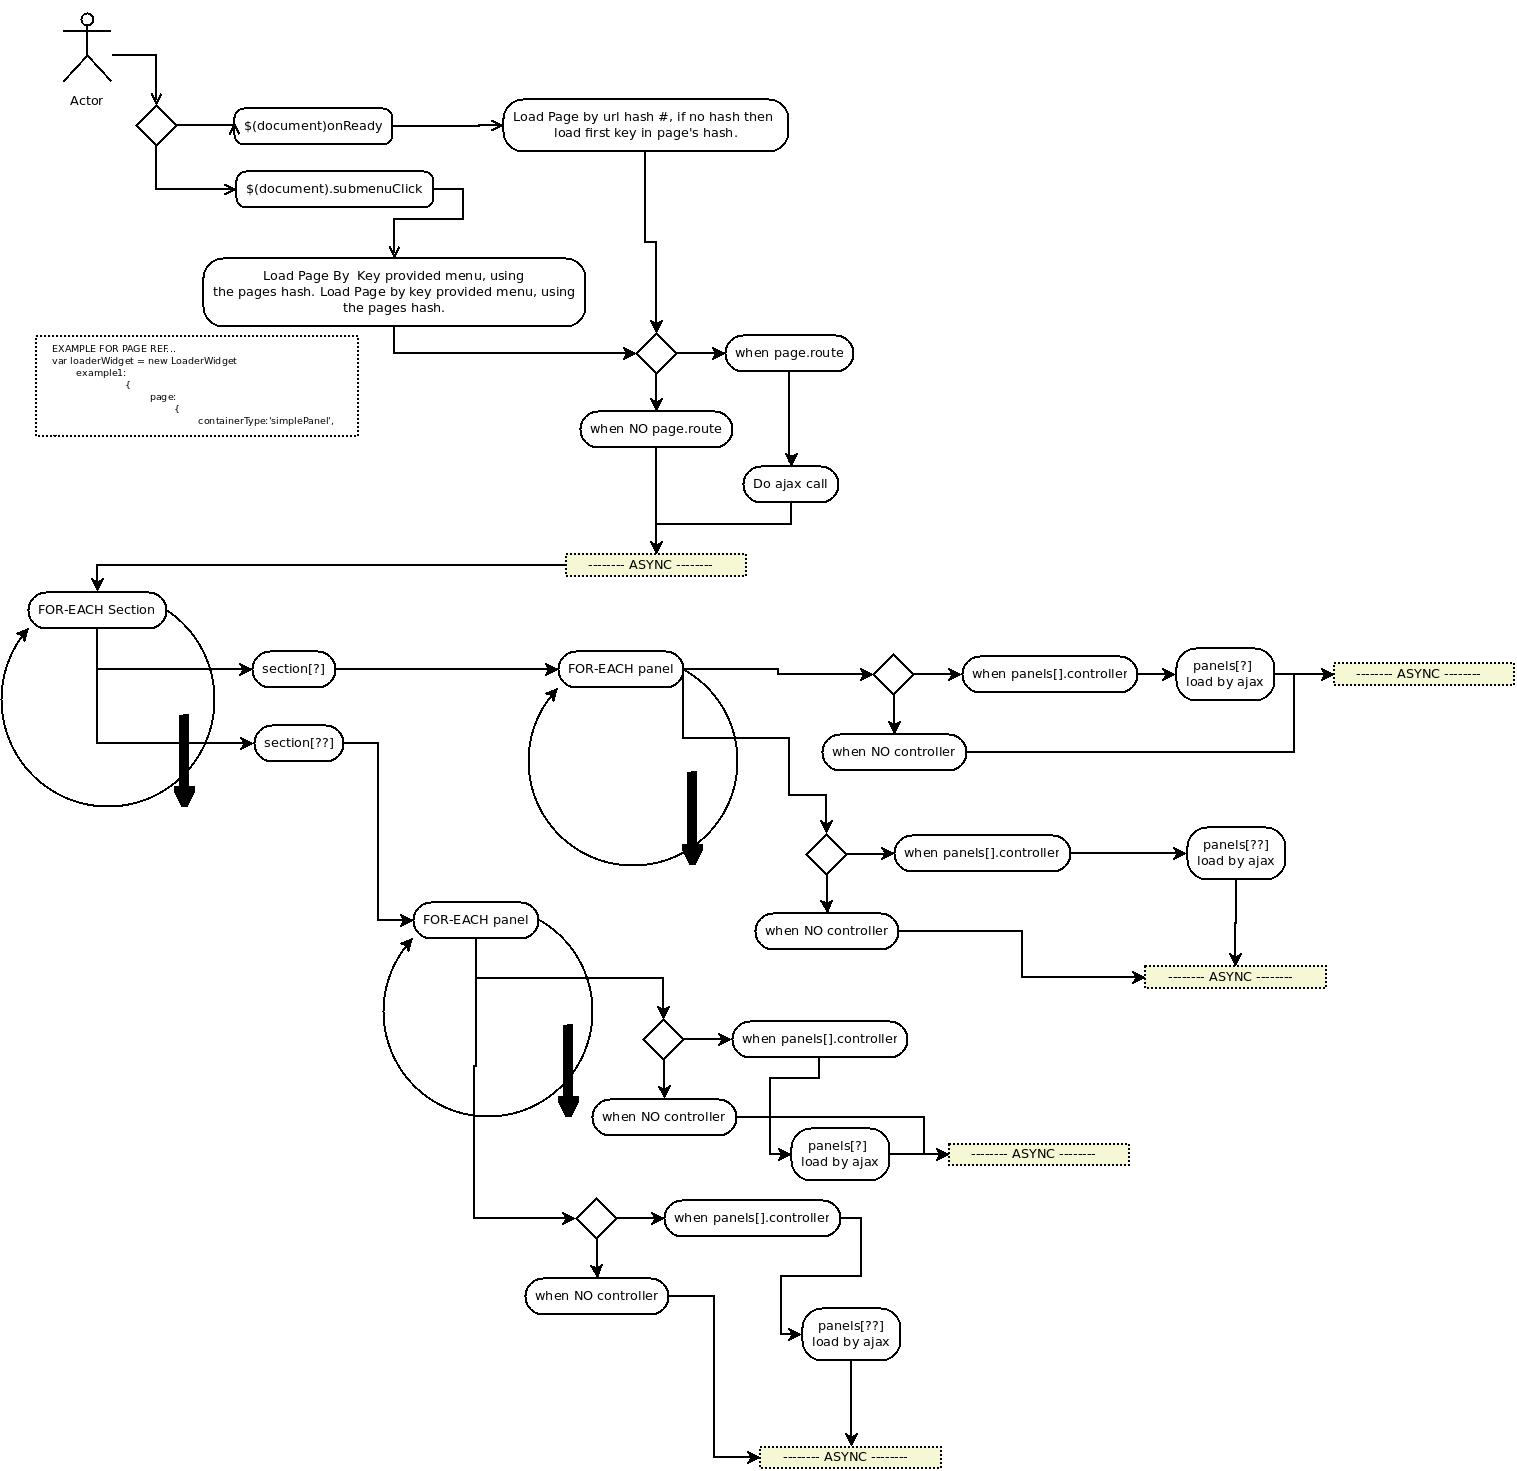 Actor
$(document)onReady
Load Page by url hash #, if no hash then
load first key in page's hash.
$(document).submenuClick
Load Page By  Key provided menu, using
the pages hash. Load Page by key provided menu, using
the pages hash.
EXAMPLE FOR PAGE REF...
var loaderWidget = new LoaderWidget
example1:
{
page:
{
containerType:'simplePanel',
when page.route
when NO page.route
Do ajax call
-------- ASYNC --------
FOR-EACH Section
section[?]
FOR-EACH panel
when panels[].controller
panels[?]
load by ajax
-------- ASYNC --------
section[??]
when NO controller
when panels[].controller
panels[??]
load by ajax
FOR-EACH panel
when NO controller
-------- ASYNC --------
when panels[].controller
when NO controller
panels[?]
load by ajax
-------- ASYNC --------
when panels[].controller
when NO controller
panels[??]
load by ajax
-------- ASYNC --------